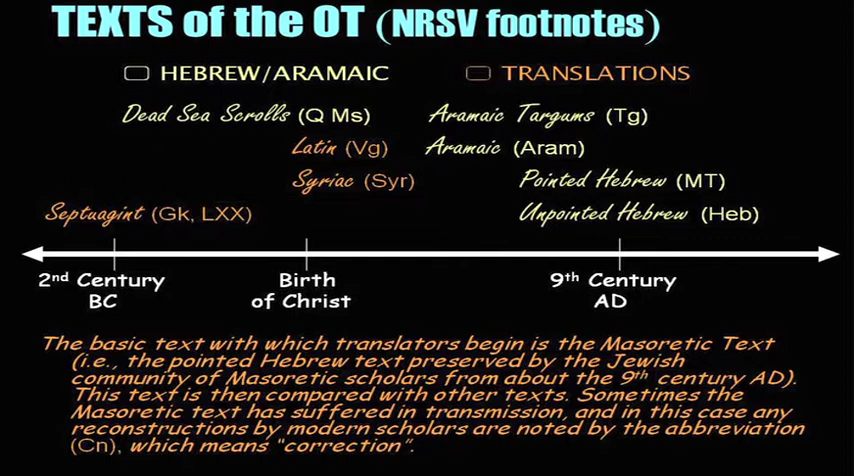 TEXTS of the OT (NRSV footnotes)
HEBREW/ARAMAIC TRANSLATIONS
Dead Sea Scrolls (Q Ms) Aramaic Targums (Tg)
Latin (Vg) Aramaic (Aram)
Syriac (Syr) Pointed Hebrew (MT)
Septuagint (Gk, LXX) Unpointed Hebrew (Heb)
2nd Century Birth 9th Century
BC of Christ AD
The basic text with which translators begin is the Masoretic Text
(i.e., the pointed Hebrew text preserved by the Jewish
community of Masoretic scholars from about the 9th century AD).
This text is then compared with other texts. Sometimes the
Masoretic text has suffered in transmission, and in this case any
reconstructions by modern scholars are noted by the abbreviation
(Cn), which means "correction".